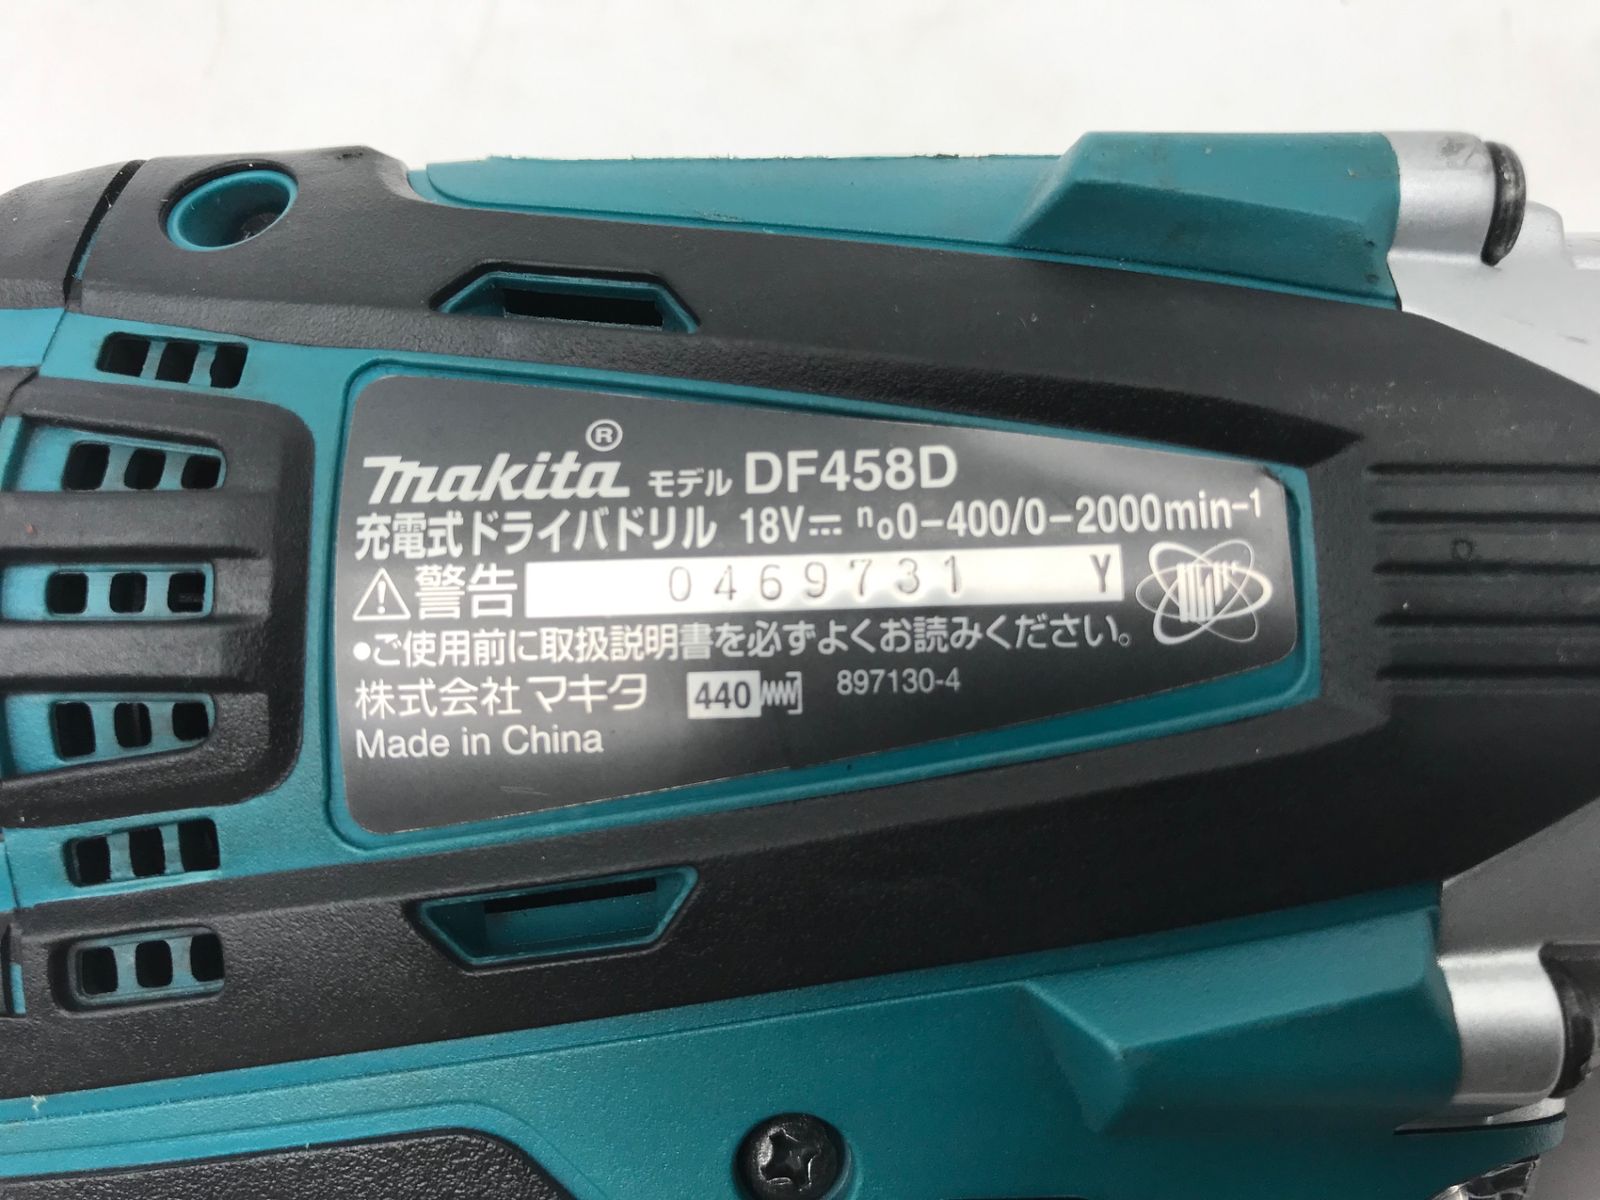 makita® モデル DF458D
充電式ドライバドリル 18V⎓ n₀0-400/0-2000min⁻¹
⚠警告 0469731 Y
•ご使用前に取扱説明書を必ずよくお読みください。
株式会社マキタ 440 897130-4
Made in China